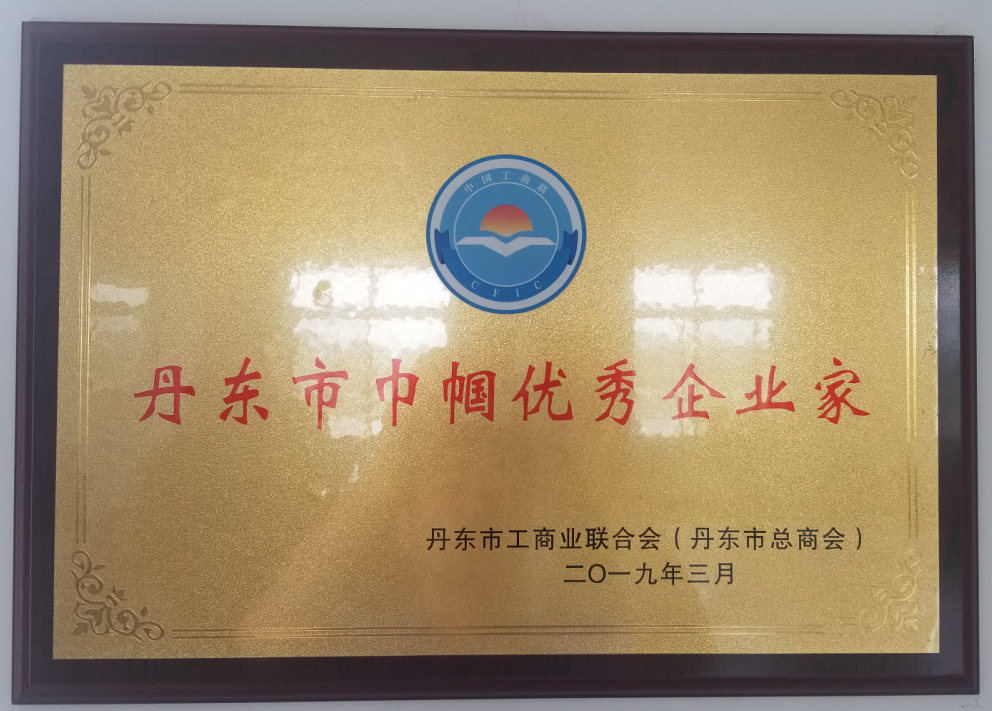 中国工商联
CFIC
丹东市巾帼优秀企业家
丹东市工商业联合会(丹东市总商会)
二〇一九年三月